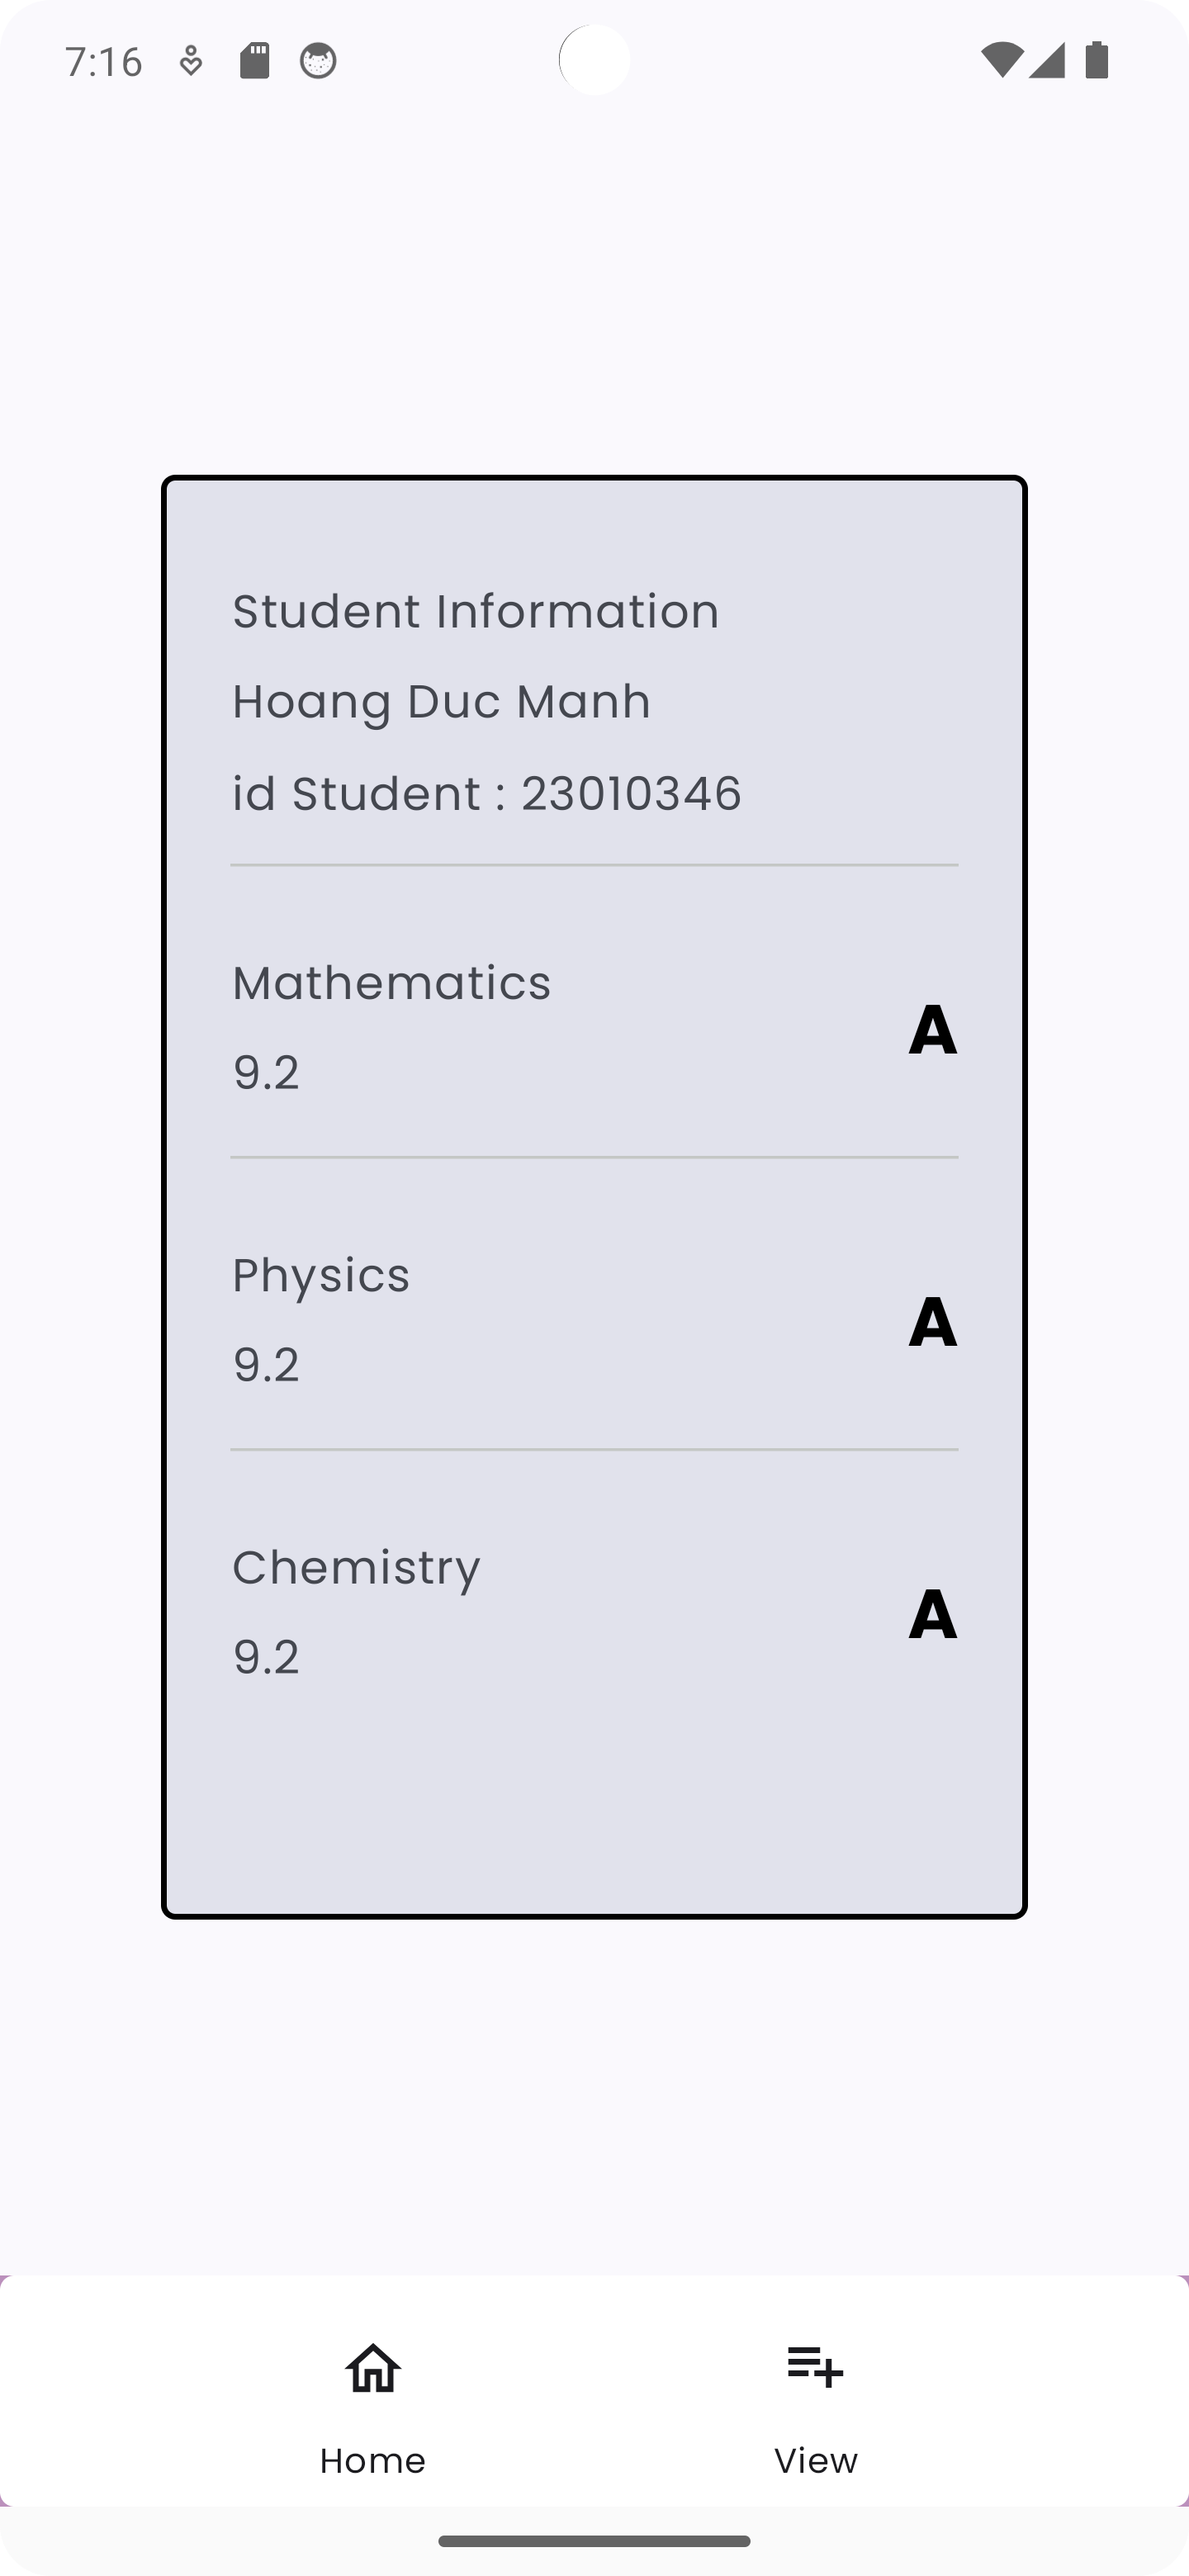 7:16
Student Information
Hoang Duc Manh
id Student : 23010346
Mathematics
A
9.2
Physics
A
9.2
Chemistry
A
9.2
Home View